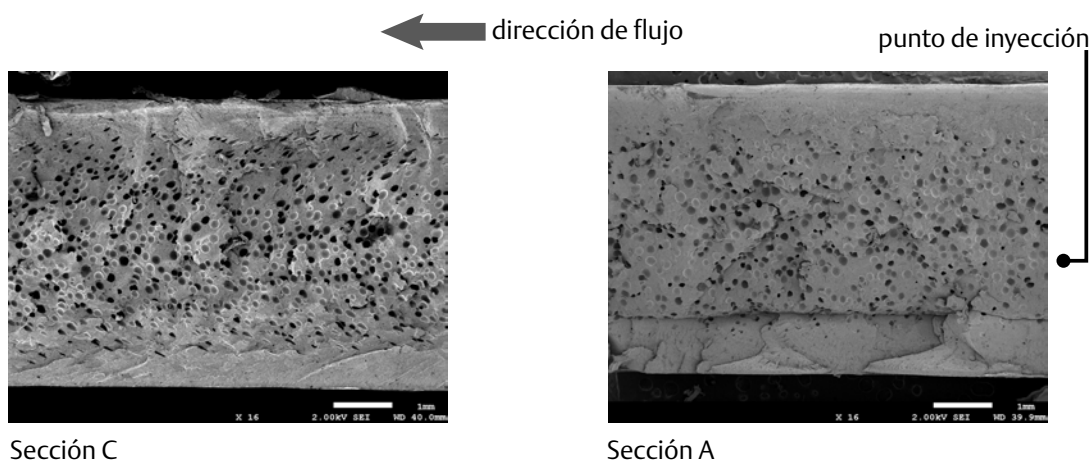 dirección de flujo
punto de inyección
1mm
X 16 2.00kV SEI WD 40.0mm
1mm
X 16 2.00kV SEI WD 39.9mm
Sección C
Sección A